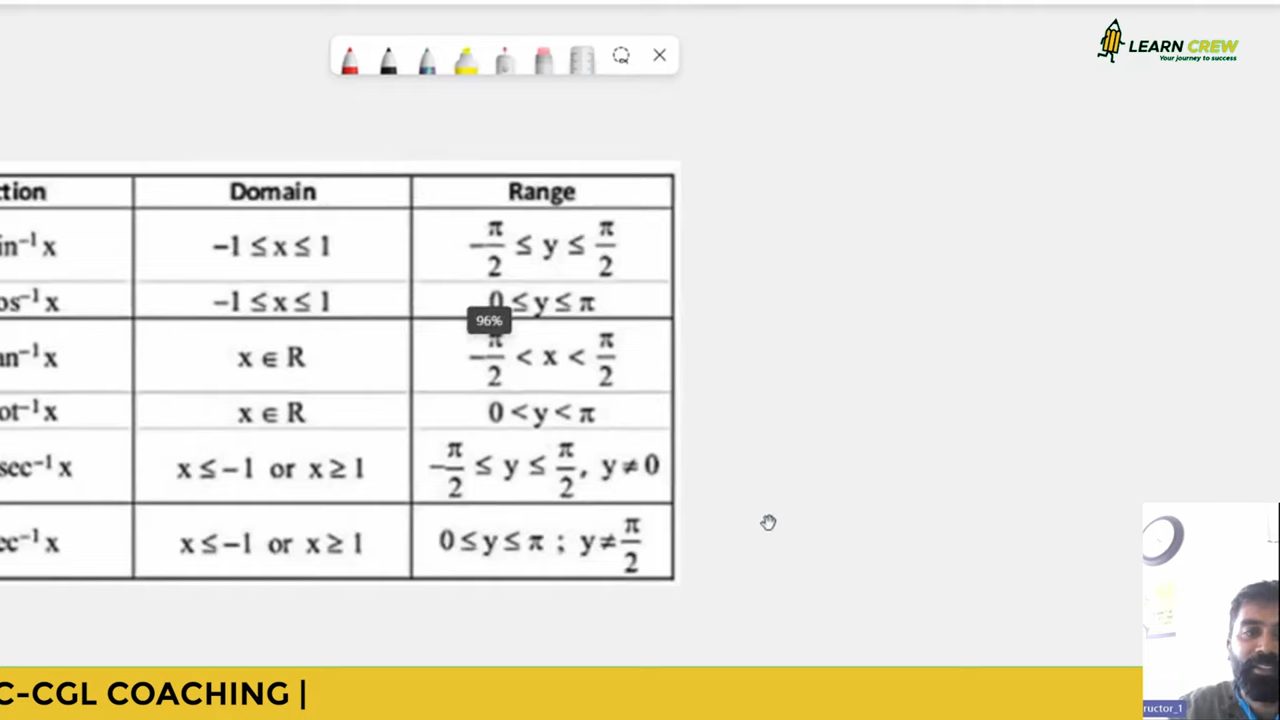 LEARN CREW
Your journey to success
ction Domain Range
in⁻¹ x −1 ≤ x ≤ 1 −π/2 ≤ y ≤ π/2
os⁻¹ x −1 ≤ x ≤ 1 0 ≤ y ≤ π
96%
an⁻¹ x x ∈ R −π/2 < x < π/2
ot⁻¹ x x ∈ R 0 < y < π
sec⁻¹ x x ≤ −1 or x ≥ 1 −π/2 ≤ y ≤ π/2, y ≠ 0
ec⁻¹ x x ≤ −1 or x ≥ 1 0 ≤ y ≤ π ; y ≠ π/2
C-CGL COACHING |
ructor_1